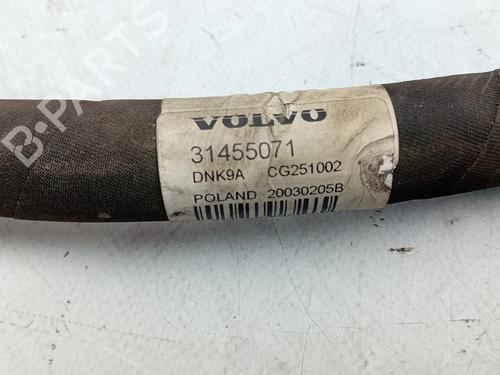 B-PARTS
VOLVO
31455071
DNK9A CG251002
POLAND 20030205B